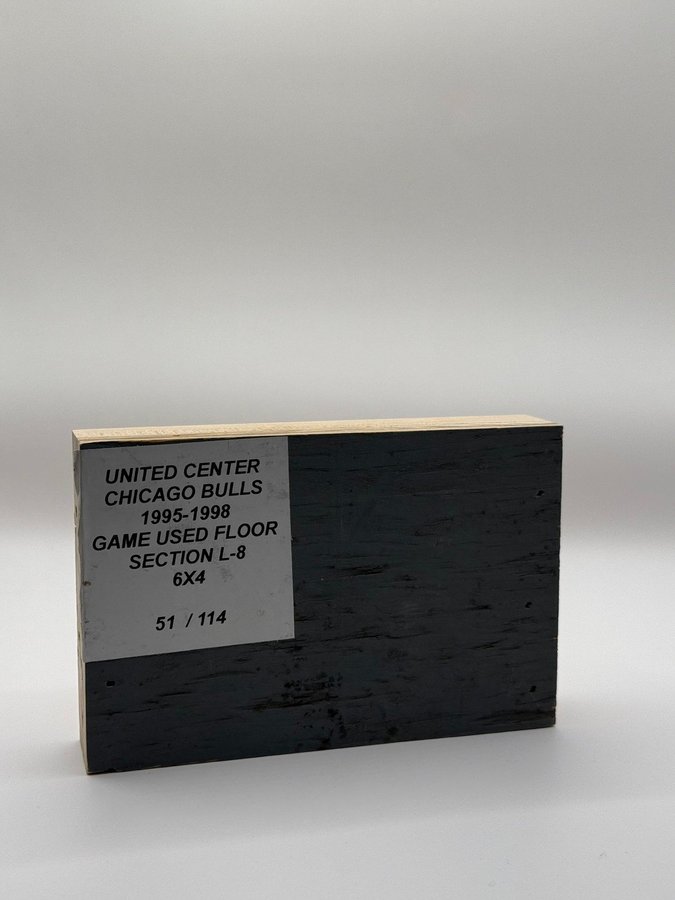 UNITED CENTER
CHICAGO BULLS
1995-1998
GAME USED FLOOR
SECTION L-8
6X4
51 / 114